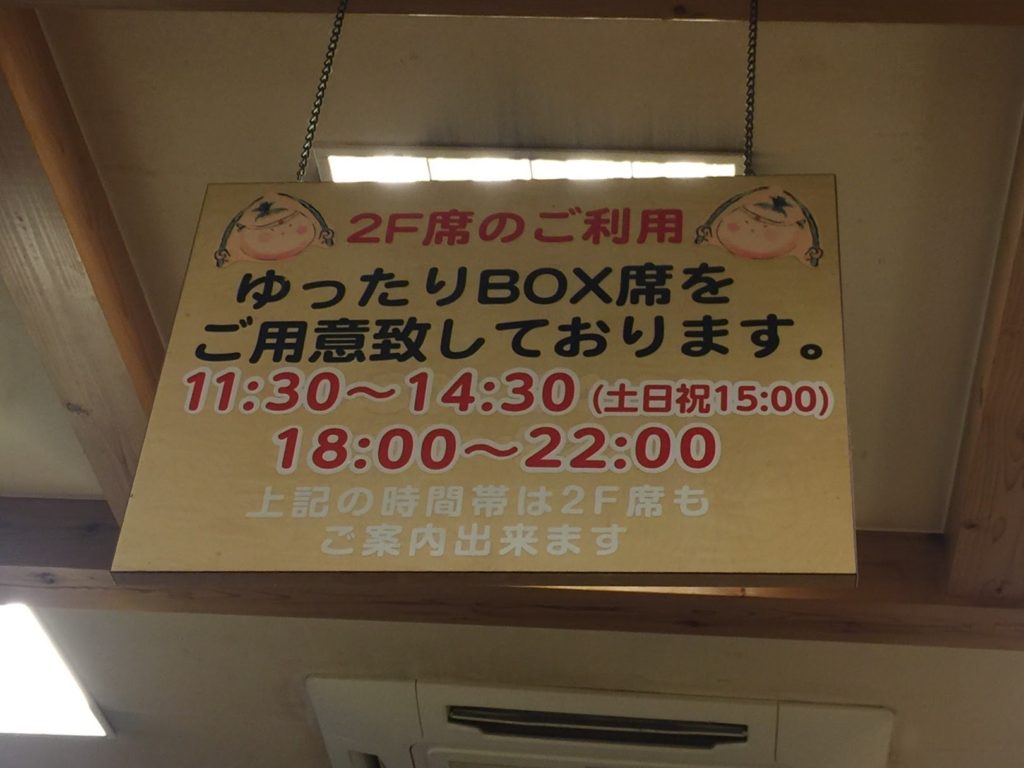 2F席のご利用
ゆったりBOX席を
ご用意致しております。
11:30～14:30 (土日祝15:00)
18:00～22:00
上記の時間帯は2F席も
ご案内出来ます